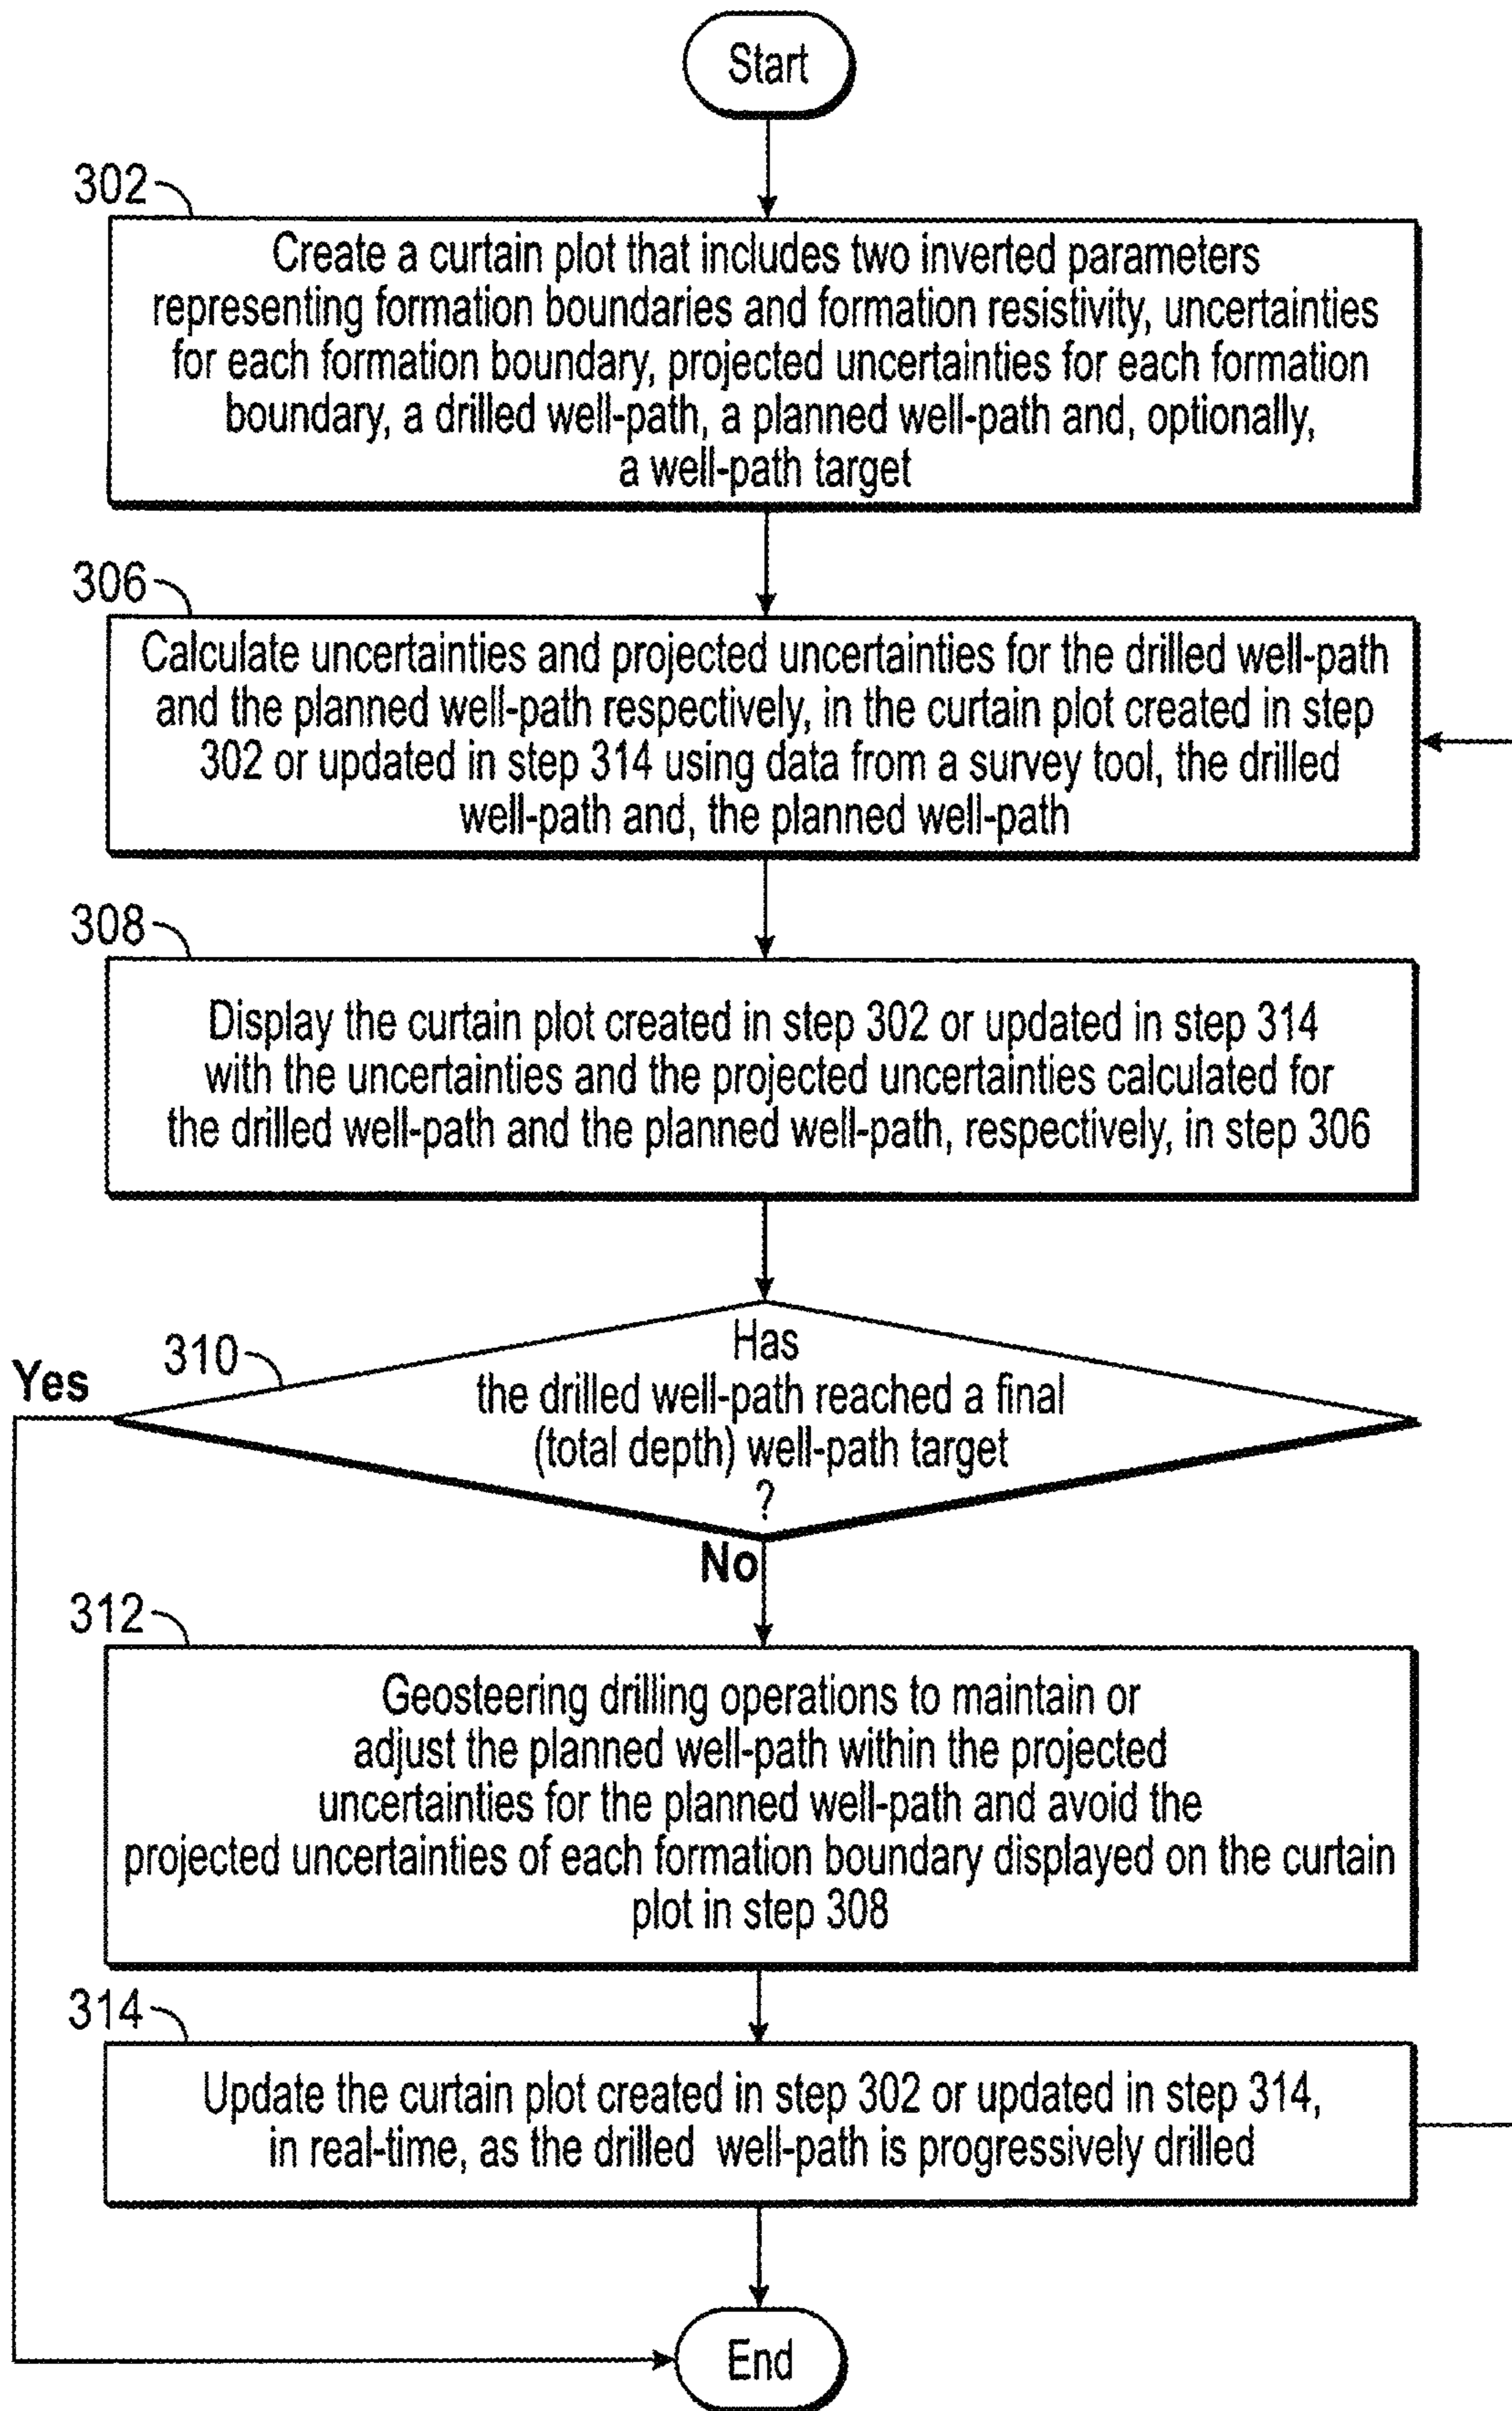 Start
302
Create a curtain plot that includes two inverted parameters
representing formation boundaries and formation resistivity, uncertainties
for each formation boundary, projected uncertainties for each formation
boundary, a drilled well-path, a planned well-path and, optionally,
a well-path target
306
Calculate uncertainties and projected uncertainties for the drilled well-path
and the planned well-path respectively, in the curtain plot created in step
302 or updated in step 314 using data from a survey tool, the drilled
well-path and, the planned well-path
308
Display the curtain plot created in step 302 or updated in step 314
with the uncertainties and the projected uncertainties calculated for
the drilled well-path and the planned well-path, respectively, in step 306
310
Yes
Has
the drilled well-path reached a final
(total depth) well-path target
?
No
312
Geosteering drilling operations to maintain or
adjust the planned well-path within the projected
uncertainties for the planned well-path and avoid the
projected uncertainties of each formation boundary displayed on the curtain
plot in step 308
314
Update the curtain plot created in step 302 or updated in step 314,
in real-time, as the drilled well-path is progressively drilled
End